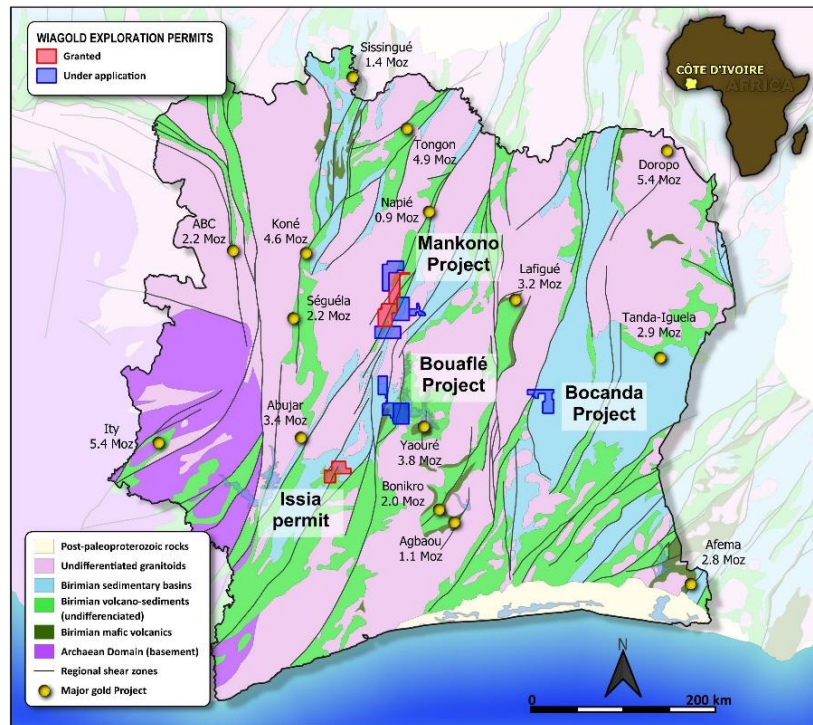 WIAGOLD EXPLORATION PERMITS
Granted
Under application
CÔTE D'IVOIRE
AFRICA
Sissingué
1.4 Moz
Tongon
4.9 Moz
Doropo
5.4 Moz
Napié
0.9 Moz
ABC
2.2 Moz
Koné
4.6 Moz
Mankono
Project
Lafigué
3.2 Moz
Séguéla
2.2 Moz
Tanda-Iguela
2.9 Moz
Bouaflé
Project
Bocanda
Project
Abujar
3.4 Moz
Ity
5.4 Moz
Yaouré
3.8 Moz
Issia
permit
Bonikro
2.0 Moz
Agbaou
1.1 Moz
Afema
2.8 Moz
Post-paleoproterozoic rocks
Undifferentiated granitoids
Birimian sedimentary basins
Birimian volcano-sediments
(undifferenciated)
Birimian mafic volcanics
Archaean Domain (basement)
Regional shear zones
Major gold Project
N
0
200 km